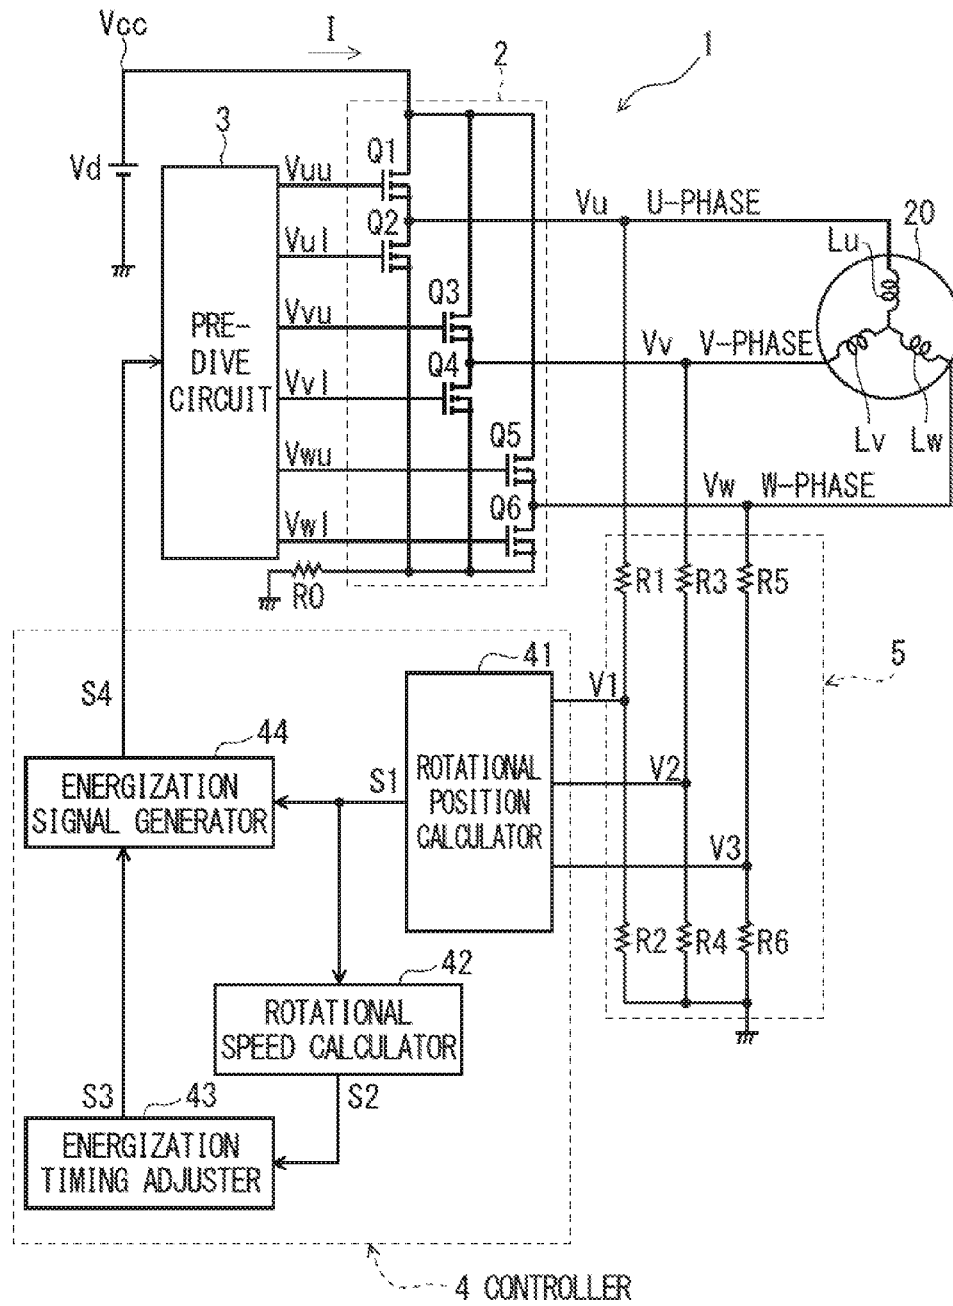 Vcc
I
1
2
3
Vd
Vuu
Q1
Vu
U-PHASE
20
Q2
Vul
Lu
Q3
Vvu
PRE-
DIVE
CIRCUIT
Vv
V-PHASE
Q4
Vvl
Lv
Lw
Q5
Vwu
Vw
W-PHASE
Q6
Vwl
R0
R1
R3
R5
41
5
S4
V1
44
ENERGIZATION
SIGNAL GENERATOR
S1
ROTATIONAL
POSITION
CALCULATOR
V2
V3
R2
R4
R6
42
ROTATIONAL
SPEED CALCULATOR
S3
43
S2
ENERGIZATION
TIMING ADJUSTER
4 CONTROLLER